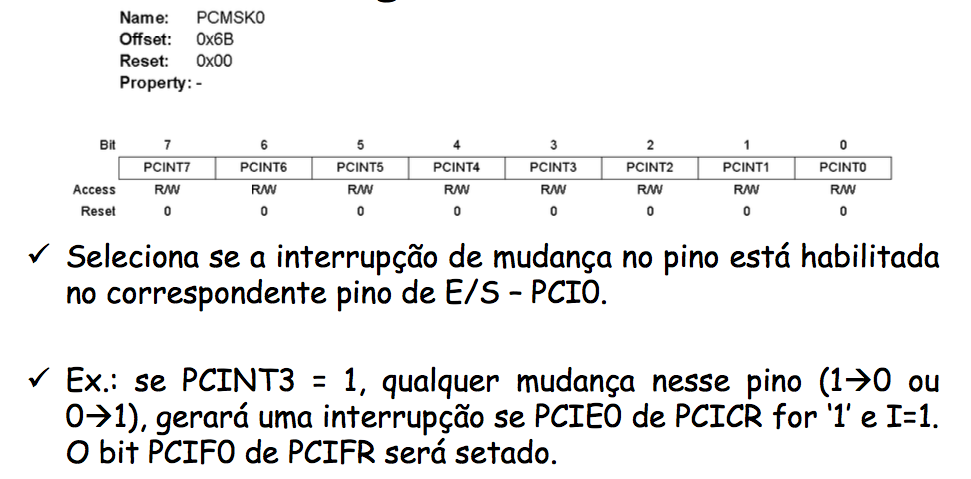 Name: PCMSK0
Offset: 0x6B
Reset: 0x00
Property: -
Bit 7 6 5 4 3 2 1 0
PCINT7 PCINT6 PCINT5 PCINT4 PCINT3 PCINT2 PCINT1 PCINT0
Access R/W R/W R/W R/W R/W R/W R/W R/W
Reset 0 0 0 0 0 0 0 0
✓ Seleciona se a interrupção de mudança no pino está habilitada
no correspondente pino de E/S – PCI0.
✓ Ex.: se PCINT3 = 1, qualquer mudança nesse pino (1→0 ou
0→1), gerará uma interrupção se PCIE0 de PCICR for ‘1’ e I=1.
O bit PCIF0 de PCIFR será setado.